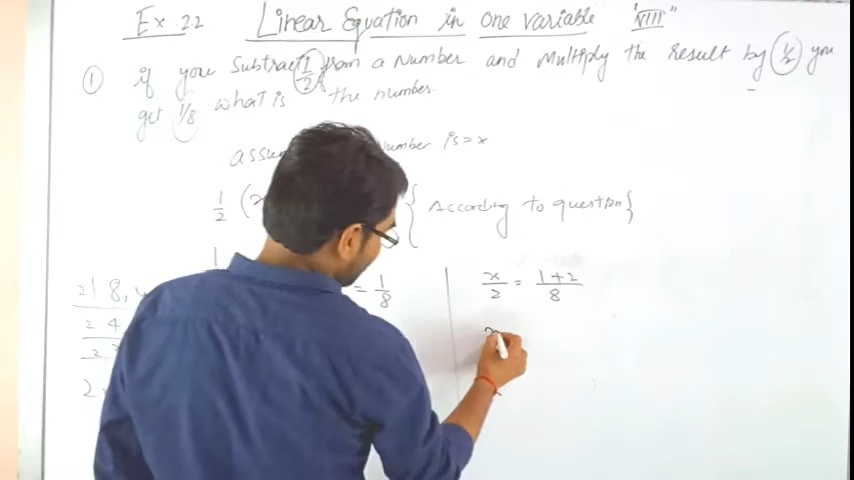 Ex. 22 Linear Equation in One Variable "VIII"
① if you Subtract 1/2 from a Number and Multiply the result by 1/2 you
get 1/8 what is the number.
Number is = x
1/2 ( { According to question }
= 1/8
x/2 = 1+2/8
2 | 8,
2 4
2
2